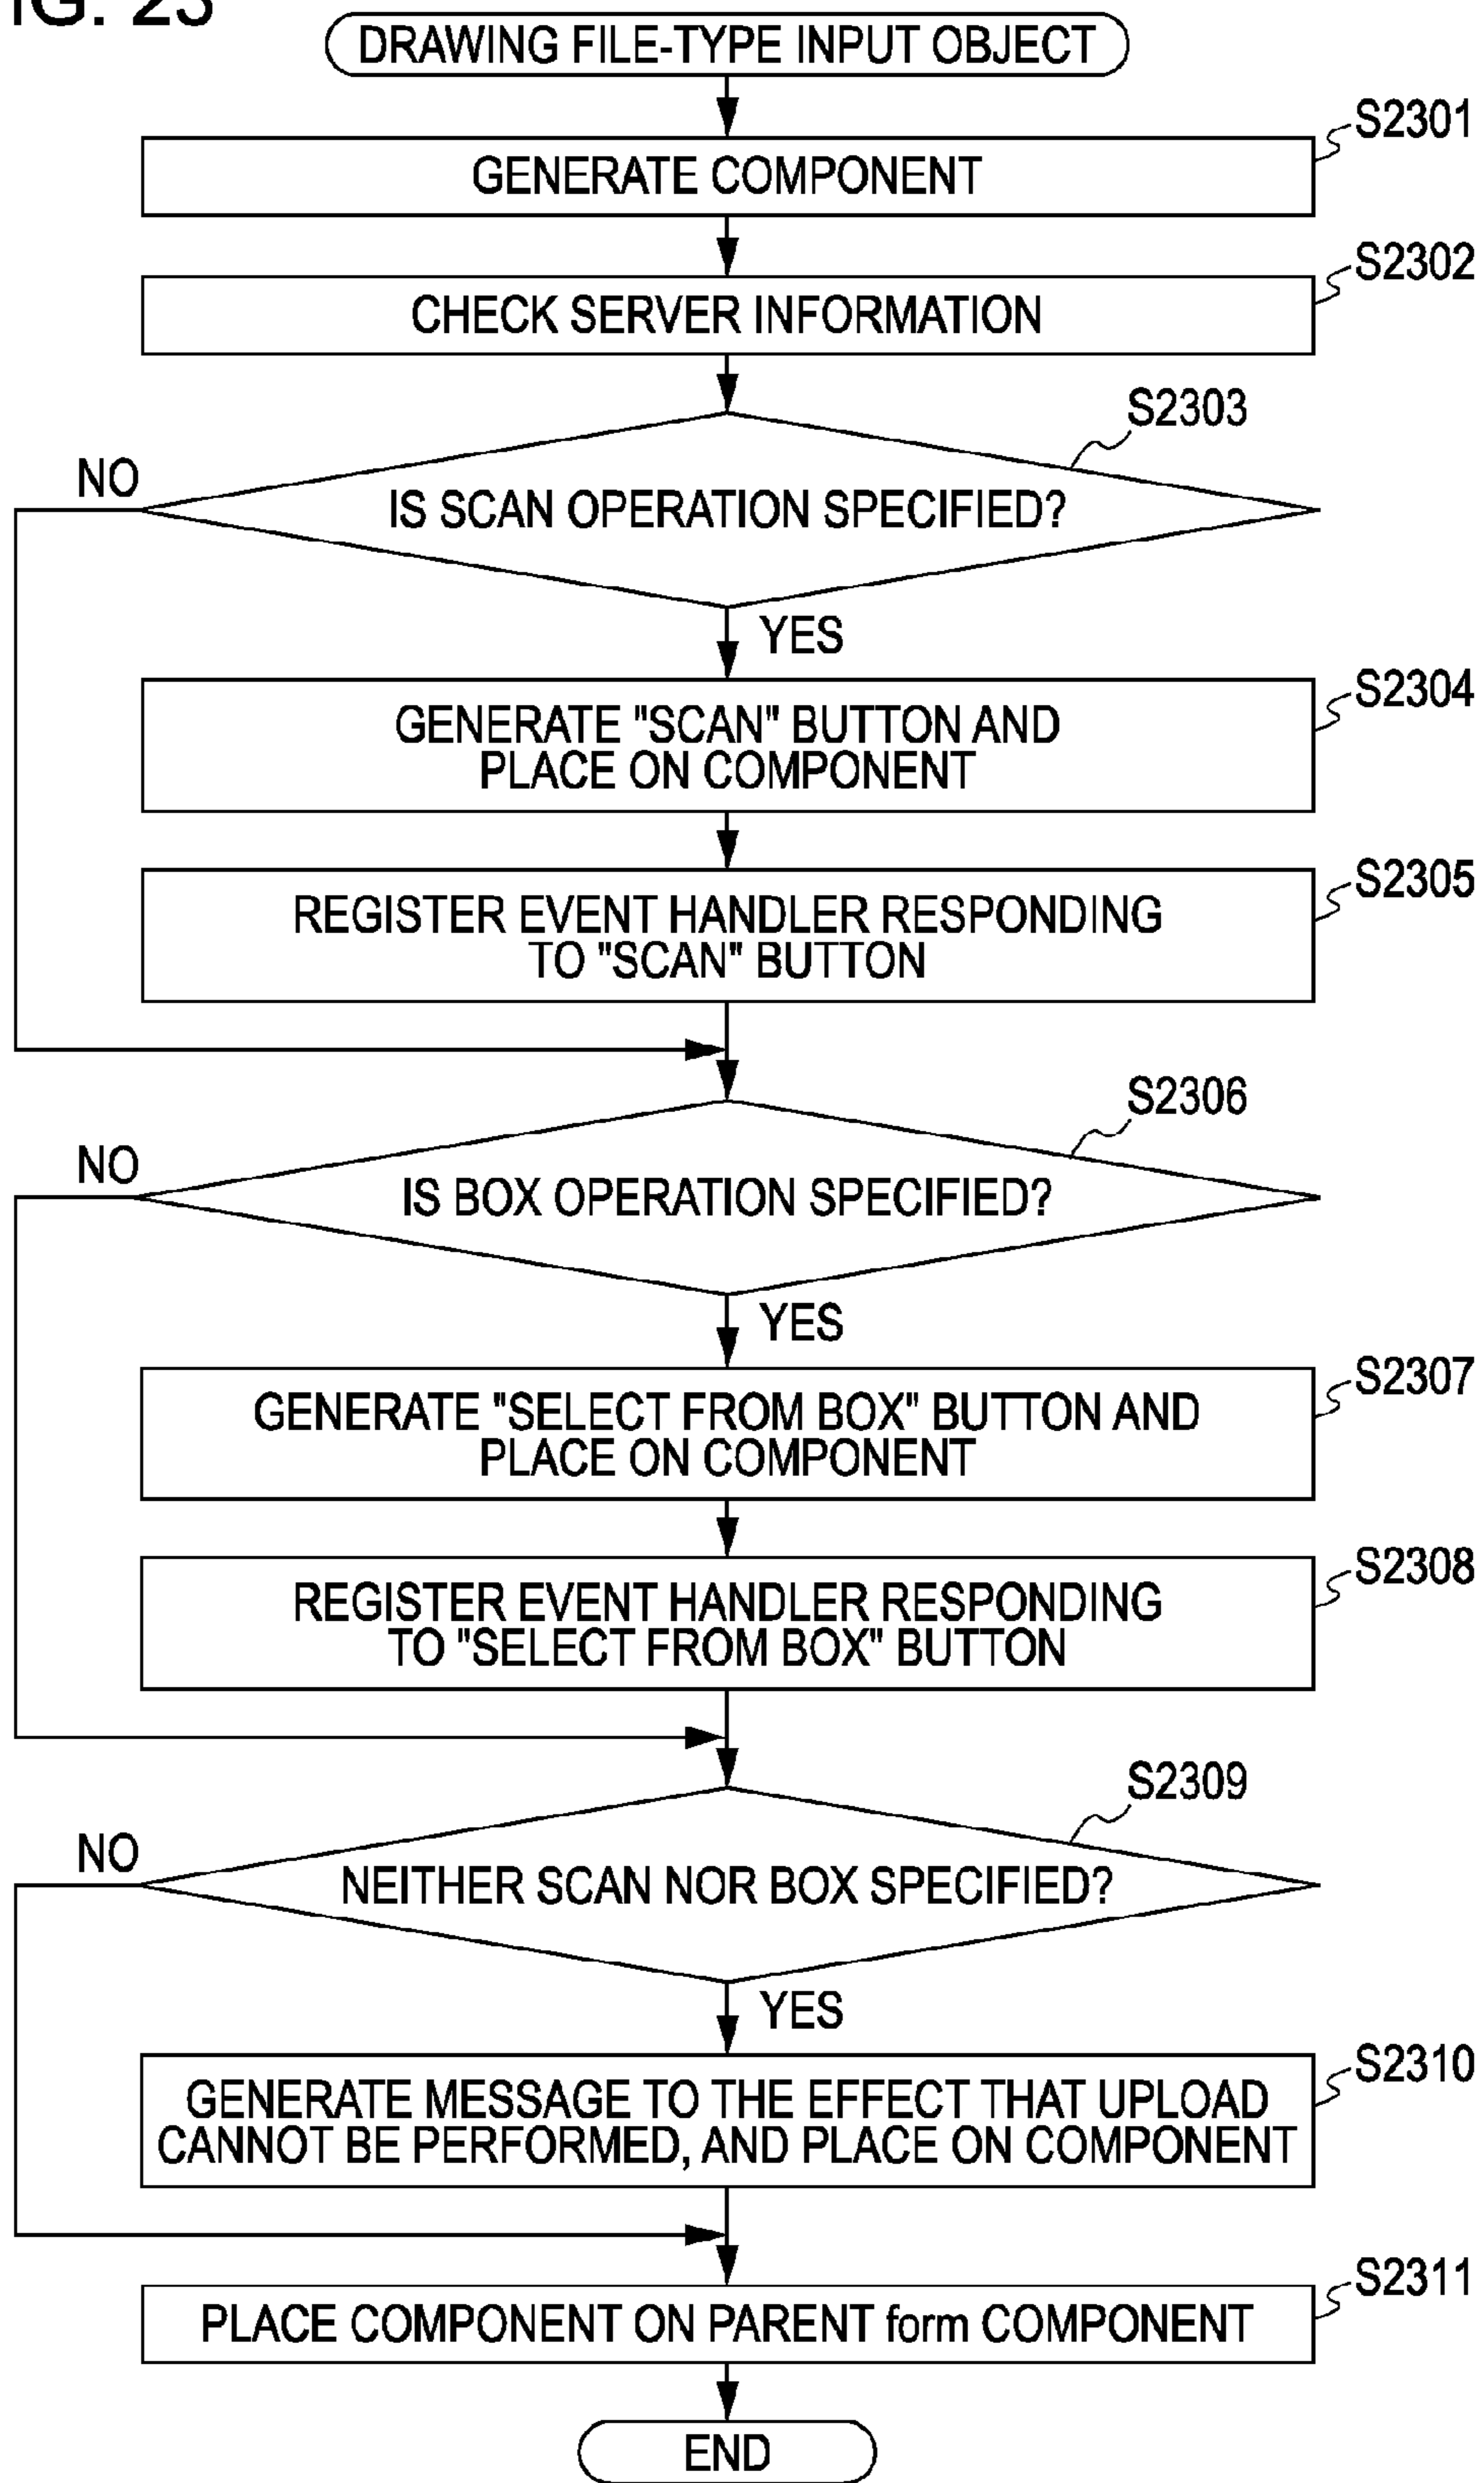 IG. 23
DRAWING FILE-TYPE INPUT OBJECT
S2301
GENERATE COMPONENT
S2302
CHECK SERVER INFORMATION
S2303
NO
IS SCAN OPERATION SPECIFIED?
YES
S2304
GENERATE "SCAN" BUTTON AND
PLACE ON COMPONENT
S2305
REGISTER EVENT HANDLER RESPONDING
TO "SCAN" BUTTON
S2306
NO
IS BOX OPERATION SPECIFIED?
YES
S2307
GENERATE "SELECT FROM BOX" BUTTON AND
PLACE ON COMPONENT
S2308
REGISTER EVENT HANDLER RESPONDING
TO "SELECT FROM BOX" BUTTON
S2309
NO
NEITHER SCAN NOR BOX SPECIFIED?
YES
S2310
GENERATE MESSAGE TO THE EFFECT THAT UPLOAD
CANNOT BE PERFORMED, AND PLACE ON COMPONENT
S2311
PLACE COMPONENT ON PARENT form COMPONENT
END